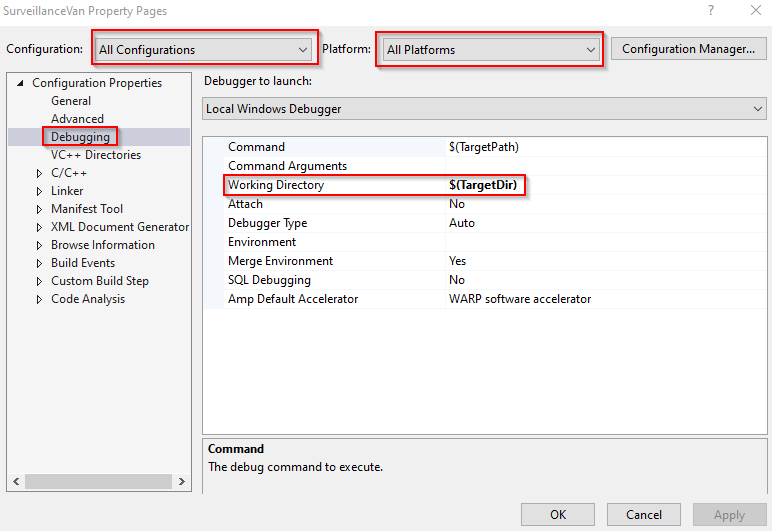 SurveillanceVan Property Pages ? ×
Configuration: All Configurations Platform: All Platforms Configuration Manager...
Configuration Properties
General
Advanced
Debugging
VC++ Directories
C/C++
Linker
Manifest Tool
XML Document Generator
Browse Information
Build Events
Custom Build Step
Code Analysis
Debugger to launch:
Local Windows Debugger
Command $(TargetPath)
Command Arguments
Working Directory $(TargetDir)
Attach No
Debugger Type Auto
Environment
Merge Environment Yes
SQL Debugging No
Amp Default Accelerator WARP software accelerator
Command
The debug command to execute.
OK Cancel Apply